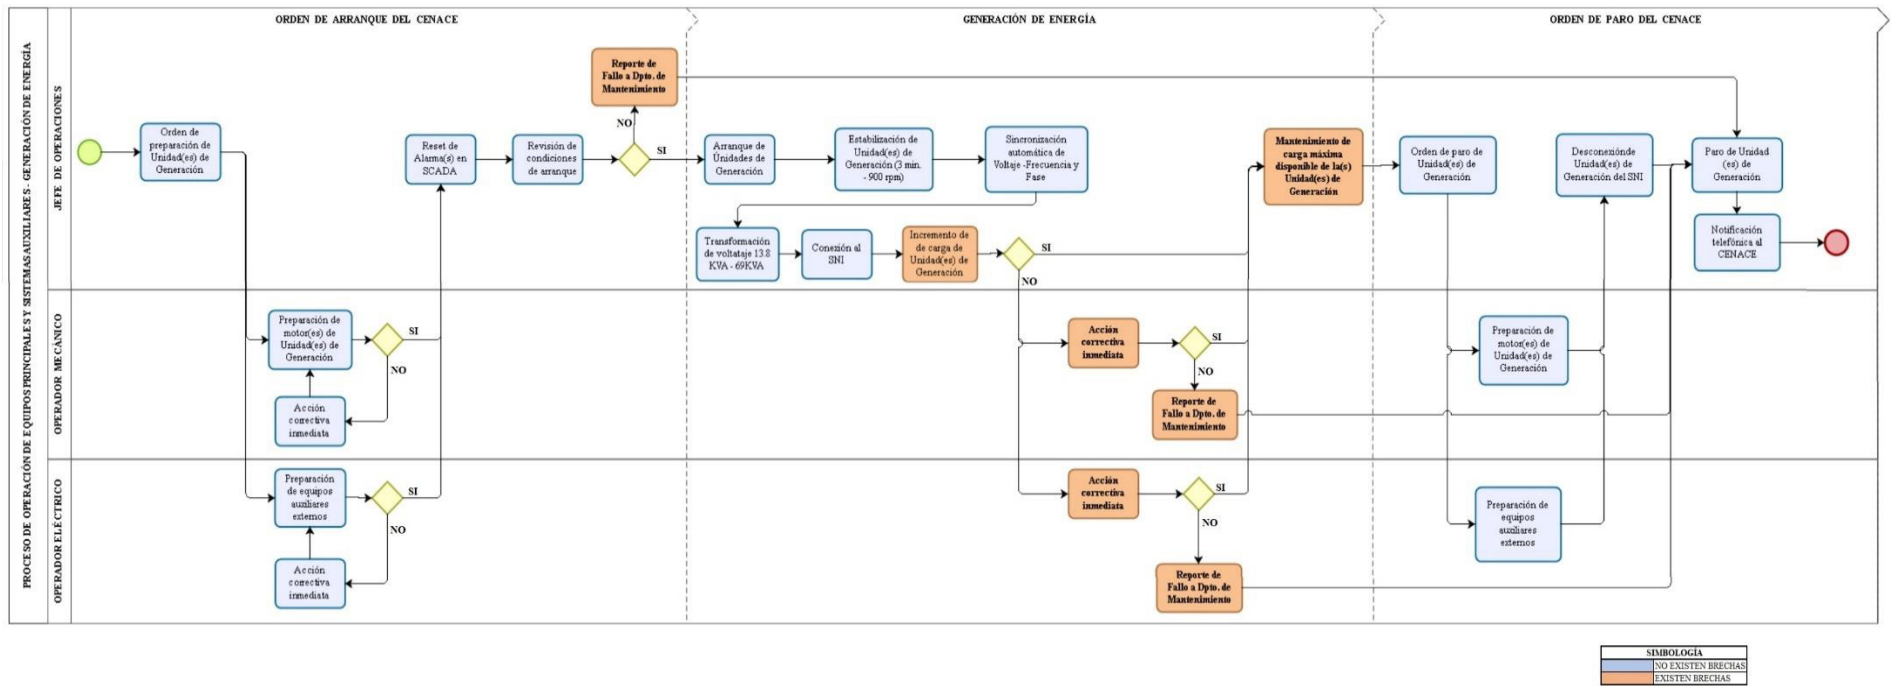 ORDEN DE ARRANQUE DEL CENACE
GENERACIÓN DE ENERGÍA
ORDEN DE PARO DEL CENACE
PROCESO DE OPERACIÓN DE EQUIPOS PRINCIPALES Y SISTEMAS AUXILIARES - GENERACIÓN DE ENERGÍA
JEFE DE OPERACIONES
Orden de
preparación de
Unidad(es) de
Generación
Reset de
Alarma(s) en
SCADA
Revisión de
condiciones
de arranque
Reporte de
Fallo a Dpto. de
Mantenimiento
NO
SI
Arranque de
Unidades de
Generación
Estabilización de
Unidad(es) de
Generación (3 min.
- 900 rpm)
Sincronización
automática de
Voltaje -Frecuencia y
Fase
Transformación
de voltataje 13.8
KVA - 69KVA
Conexión al
SNI
Incremento de
de carga de
Unidad(es) de
Generación
SI
NO
Mantenimiento de
carga máxima
disponible de la(s)
Unidad(es) de
Generación
Orden de paro de
Unidad(es) de
Generación
Desconexiónde
Unidad(es) de
Generación del SNI
Paro de Unidad
(es) de
Generación
Notificación
telefónica al
CENACE
OPERADOR MECÁNICO
Preparación de
motor(es) de
Unidad(es) de
Generación
SI
NO
Acción
correctiva
inmediata
Acción
correctiva
inmediata
SI
NO
Reporte de
Fallo a Dpto. de
Mantenimiento
Preparación de
motor(es) de
Unidad(es) de
Generación
OPERADOR ELÉCTRICO
Preparación
de equipos
auxiliares
externos
SI
NO
Acción
correctiva
inmediata
Acción
correctiva
inmediata
SI
NO
Reporte de
Fallo a Dpto. de
Mantenimiento
Preparación de
equipos
auxiliares
externos
SIMBOLOGÍA
NO EXISTEN BRECHAS
EXISTEN BRECHAS